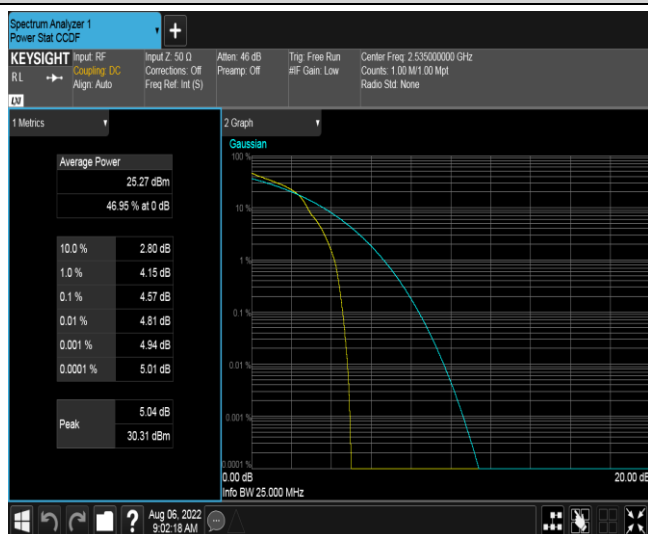 Spectrum Analyzer 1
Power Stat CCDF
KEYSIGHT
RL
LXI
Input: RF
Coupling: DC
Align: Auto
Input Z: 50 Ω
Corrections: Off
Freq Ref: Int (S)
Atten: 46 dB
Preamp: Off
Trig: Free Run
#IF Gain: Low
Center Freq: 2.535000000 GHz
Counts: 1.00 M/1.00 Mpt
Radio Std: None
1 Metrics
Average Power
25.27 dBm
46.95 % at 0 dB
10.0 % 2.80 dB
1.0 % 4.15 dB
0.1 % 4.57 dB
0.01 % 4.81 dB
0.001 % 4.94 dB
0.0001 % 5.01 dB
Peak
5.04 dB
30.31 dBm
2 Graph
Gaussian
100 %
10 %
1 %
0.1 %
0.01 %
0.001 %
0.0001 %
0.00 dB
20.00 dB
Info BW 25.000 MHz
Aug 06, 2022
9:02:18 AM